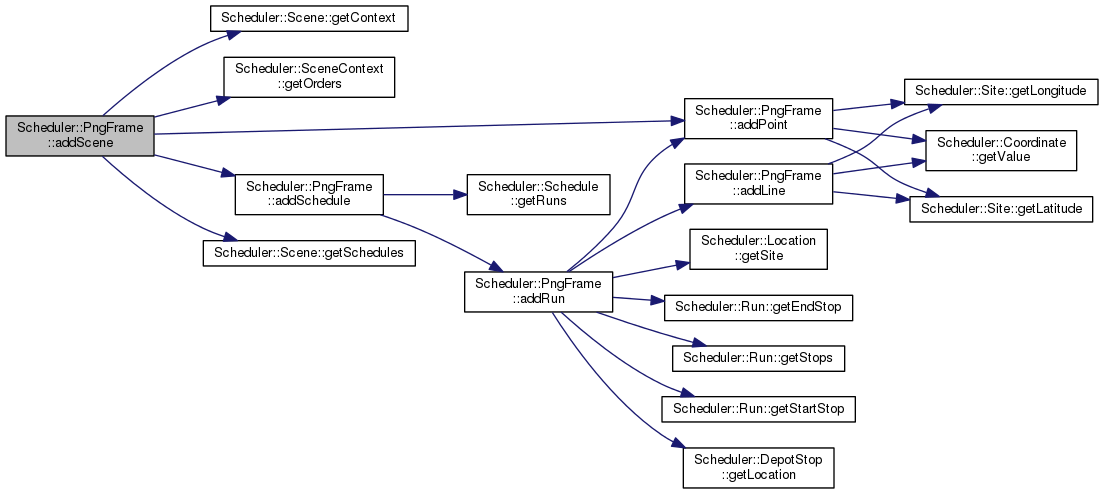 Scheduler::PngFrame
::addScene
Scheduler::Scene::getContext
Scheduler::SceneContext
::getOrders
Scheduler::PngFrame
::addSchedule
Scheduler::Scene::getSchedules
Scheduler::Schedule
::getRuns
Scheduler::PngFrame
::addRun
Scheduler::PngFrame
::addPoint
Scheduler::PngFrame
::addLine
Scheduler::Location
::getSite
Scheduler::Run::getEndStop
Scheduler::Run::getStops
Scheduler::Run::getStartStop
Scheduler::DepotStop
::getLocation
Scheduler::Site::getLongitude
Scheduler::Coordinate
::getValue
Scheduler::Site::getLatitude